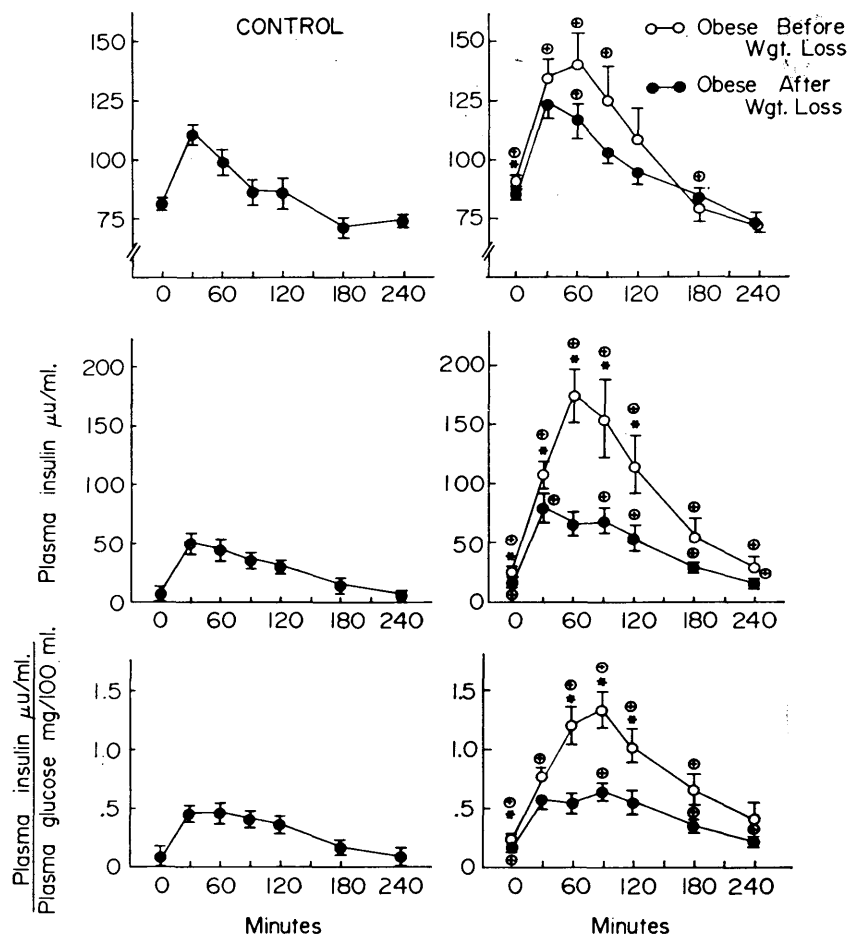 CONTROL
Obese Before
Wgt. Loss
Obese After
Wgt. Loss
150
125
100
75
0 60 120 180 240
150
125
100
75
0 60 120 180 240
Plasma insulin μu/ml.
200
150
100
50
0
0 60 120 180 240
200
150
100
50
0
0 60 120 180 240
Plasma insulin μu/ml.
Plasma glucose mg/100 ml.
1.5
1.0
.5
0
0 60 120 180 240
Minutes
1.5
1.0
.5
0
0 60 120 180 240
Minutes